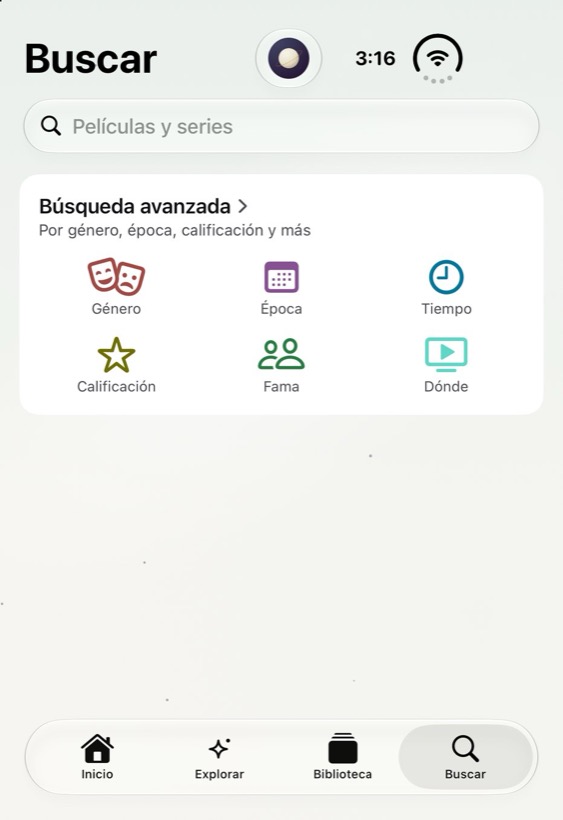 Buscar
3:16
Películas y series
Búsqueda avanzada
Por género, época, calificación y más
Género
Época
Tiempo
Calificación
Fama
Dónde
Inicio
Explorar
Biblioteca
Buscar